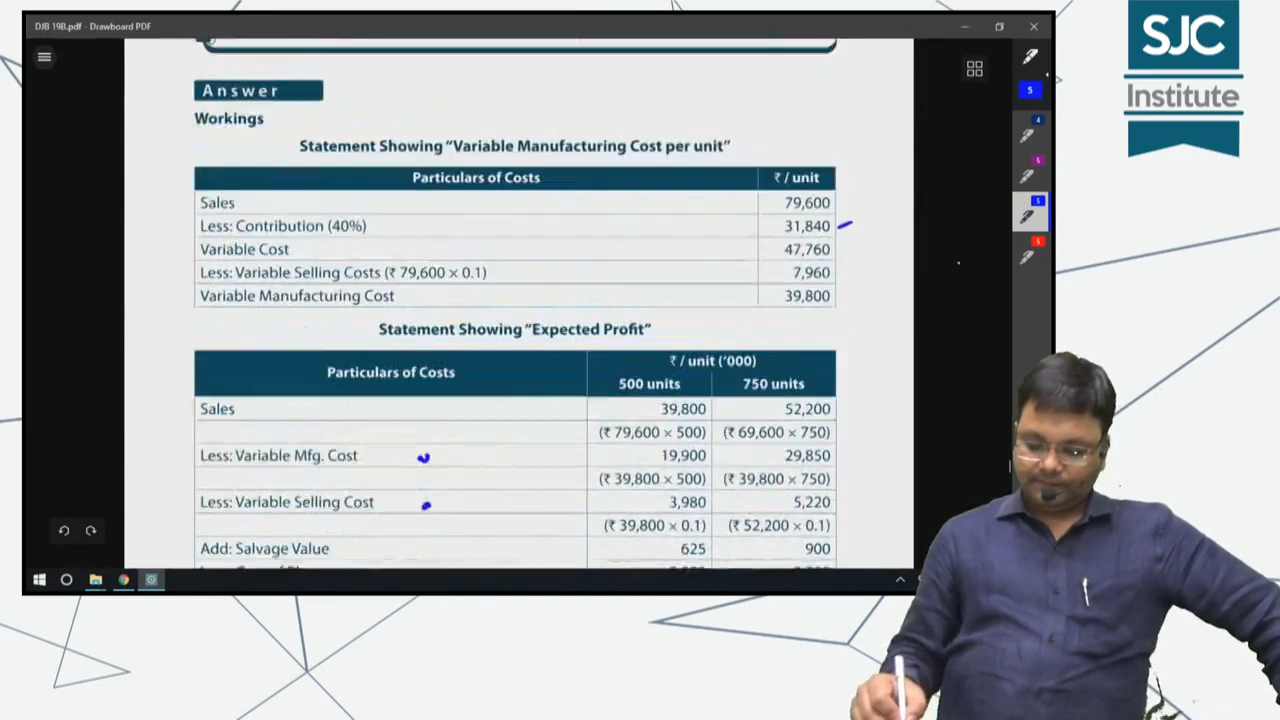 DJB 19B.pdf - Drawboard PDF
SJC
Institute
5
4
5
5
5
Answer
Workings
Statement Showing “Variable Manufacturing Cost per unit”
Particulars of Costs ₹ / unit
Sales 79,600
Less: Contribution (40%) 31,840
Variable Cost 47,760
Less: Variable Selling Costs (₹ 79,600 × 0.1) 7,960
Variable Manufacturing Cost 39,800
Statement Showing “Expected Profit”
Particulars of Costs ₹ / unit (’000)
500 units 750 units
Sales 39,800 52,200
(₹ 79,600 × 500) (₹ 69,600 × 750)
Less: Variable Mfg. Cost 19,900 29,850
(₹ 39,800 × 500) (₹ 39,800 × 750)
Less: Variable Selling Cost 3,980 5,220
(₹ 39,800 × 0.1) (₹ 52,200 × 0.1)
Add: Salvage Value 625 900